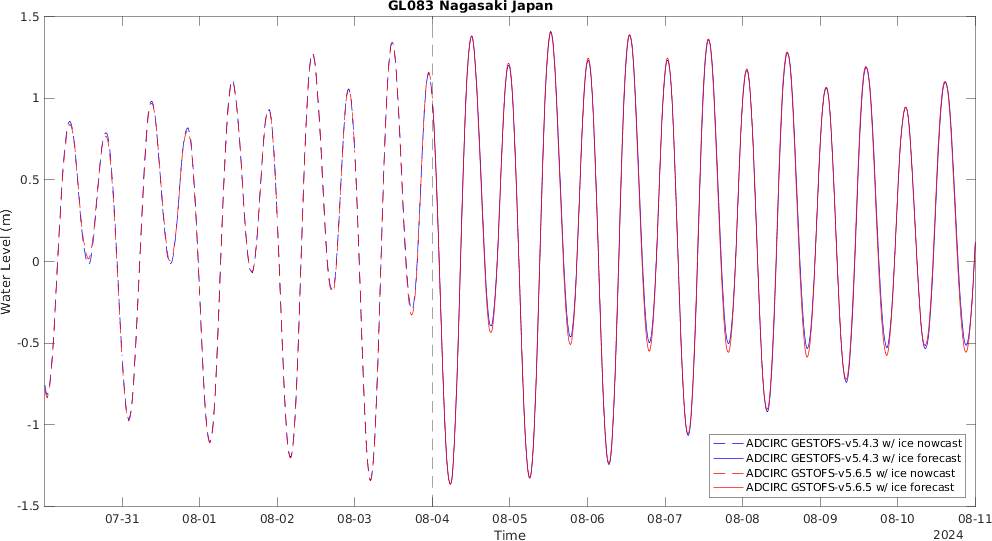 GL083 Nagasaki Japan
1.5
1
0.5
0
-0.5
-1
-1.5
Water Level (m)
07-31
08-01
08-02
08-03
08-04
08-05
08-06
08-07
08-08
08-09
08-10
08-11
Time
2024
ADCIRC GESTOFS-v5.4.3 w/ ice nowcast
ADCIRC GESTOFS-v5.4.3 w/ ice forecast
ADCIRC GSTOFS-v5.6.5 w/ ice nowcast
ADCIRC GSTOFS-v5.6.5 w/ ice forecast